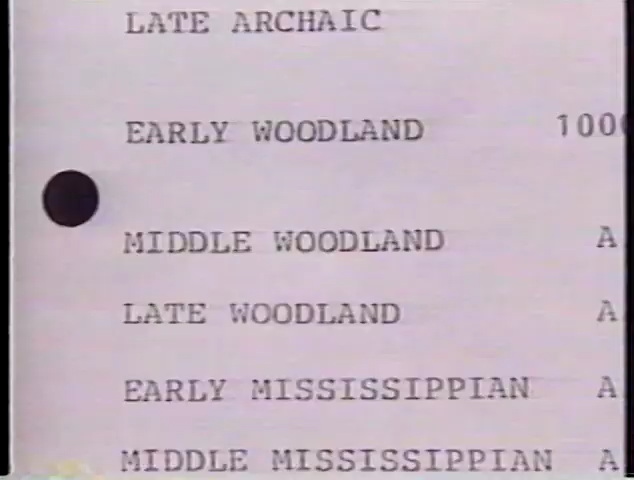 LATE ARCHAIC
EARLY WOODLAND 100
MIDDLE WOODLAND A
LATE WOODLAND A
EARLY MISSISSIPPIAN A
MIDDLE MISSISSIPPIAN A